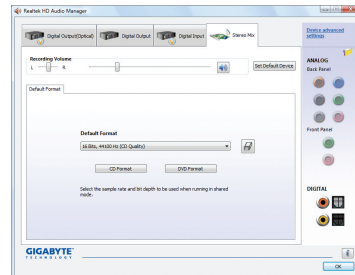 Realtek HD Audio Manager
Digital Output(Optical)
Digital Output
Digital Input
Stereo Mix
Device advanced
settings
Recording Volume
L
R
Set Default Device
ANALOG
Back Panel
Default Format
Default Format
16 Bits, 44100 Hz (CD Quality)
CD Format
DVD Format
Select the sample rate and bit depth to be used when running in shared
mode.
Front Panel
DIGITAL
GIGABYTE™
TECHNOLOGY
i
OK